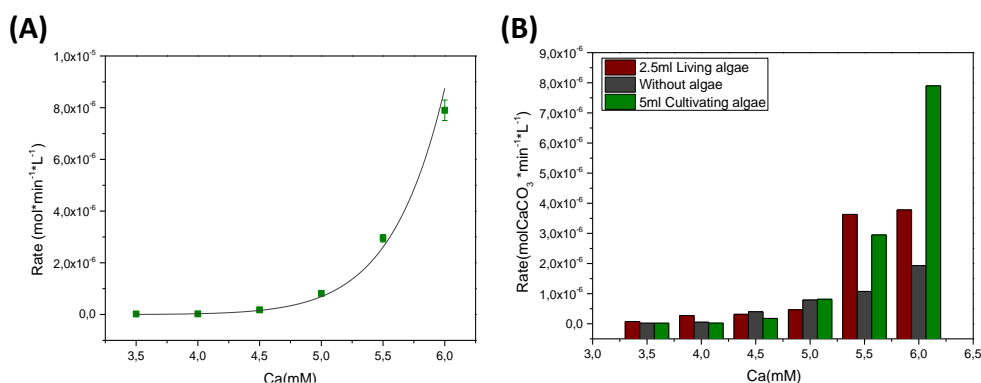 (A)
1,0x10⁻⁵
8,0x10⁻⁶
6,0x10⁻⁶
4,0x10⁻⁶
2,0x10⁻⁶
0,0
Rate (mol*min⁻¹*L⁻¹)
3,5 4,0 4,5 5,0 5,5 6,0
Ca(mM)
(B)
9,0x10⁻⁶
8,0x10⁻⁶
7,0x10⁻⁶
6,0x10⁻⁶
5,0x10⁻⁶
4,0x10⁻⁶
3,0x10⁻⁶
2,0x10⁻⁶
1,0x10⁻⁶
0,0
Rate(molCaCO₃ *min⁻¹*L⁻¹)
2.5ml Living algae
Without algae
5ml Cultivating algae
3,0 3,5 4,0 4,5 5,0 5,5 6,0 6,5
Ca(mM)